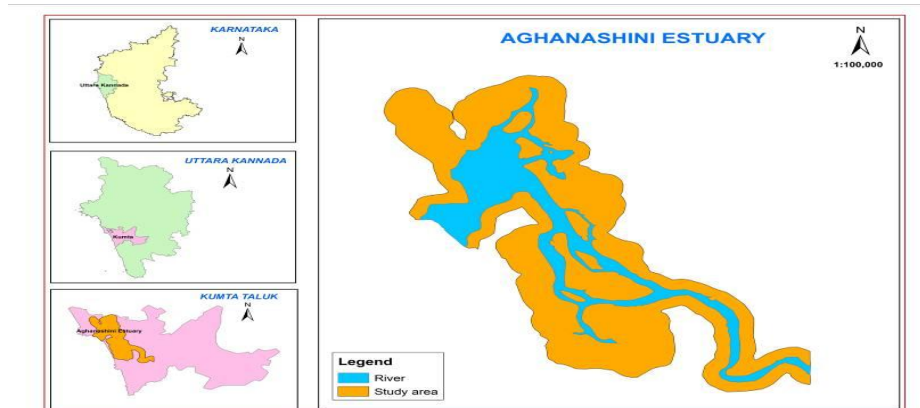 KARNATAKA
N
Uttara Kannada
UTTARA KANNADA
N
Kumta
KUMTA TALUK
N
Aghanashini Estuary
AGHANASHINI ESTUARY
N
1:100,000
Legend
River
Study area